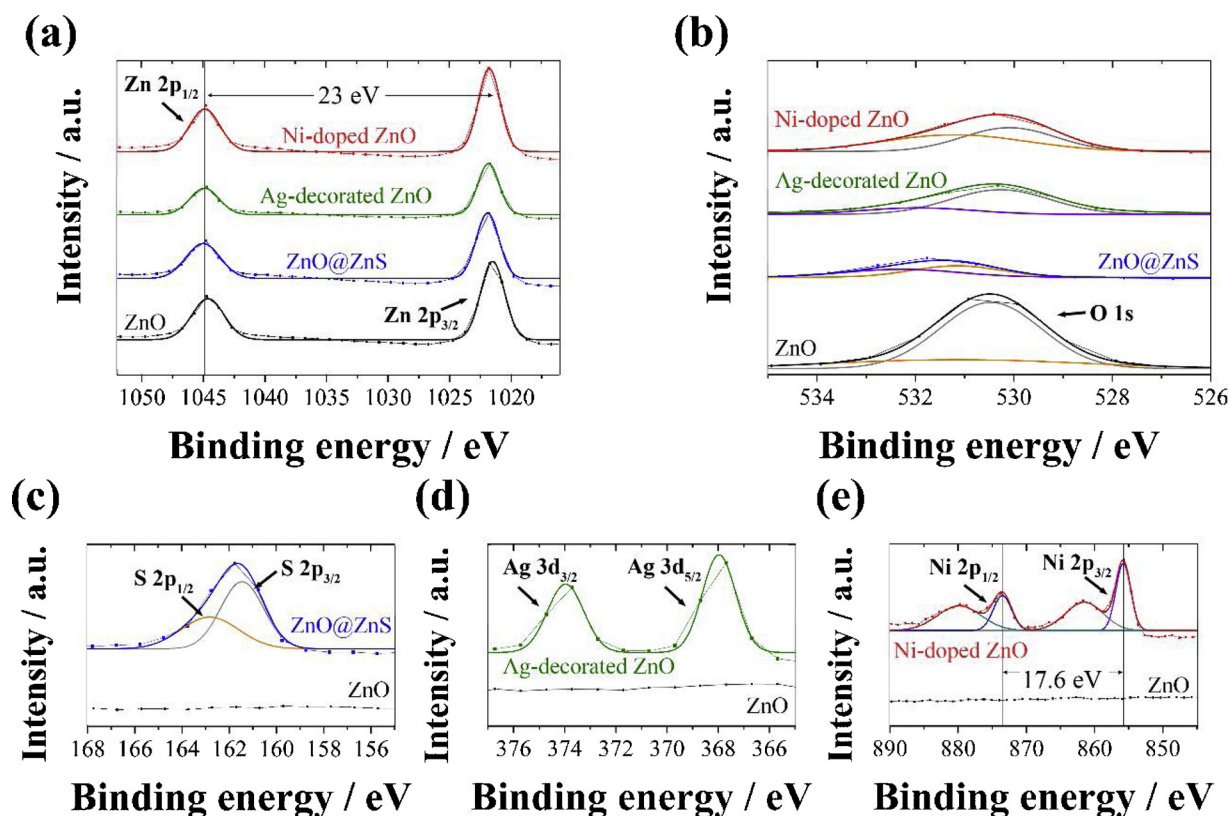 (a)
Zn 2p1/2
23 eV
Ni-doped ZnO
Ag-decorated ZnO
ZnO@ZnS
ZnO
Zn 2p3/2
Intensity / a.u.
1050 1045 1040 1035 1030 1025 1020
Binding energy / eV
(b)
Ni-doped ZnO
Ag-decorated ZnO
ZnO@ZnS
O 1s
ZnO
Intensity / a.u.
534 532 530 528 526
Binding energy / eV
(c)
S 2p1/2
S 2p3/2
ZnO@ZnS
ZnO
Intensity / a.u.
168 166 164 162 160 158 156
Binding energy / eV
(d)
Ag 3d3/2
Ag 3d5/2
Ag-decorated ZnO
ZnO
Intensity / a.u.
376 374 372 370 368 366
Binding energy / eV
(e)
Ni 2p1/2
Ni 2p3/2
Ni-doped ZnO
17.6 eV
ZnO
Intensity / a.u.
890 880 870 860 850
Binding energy / eV